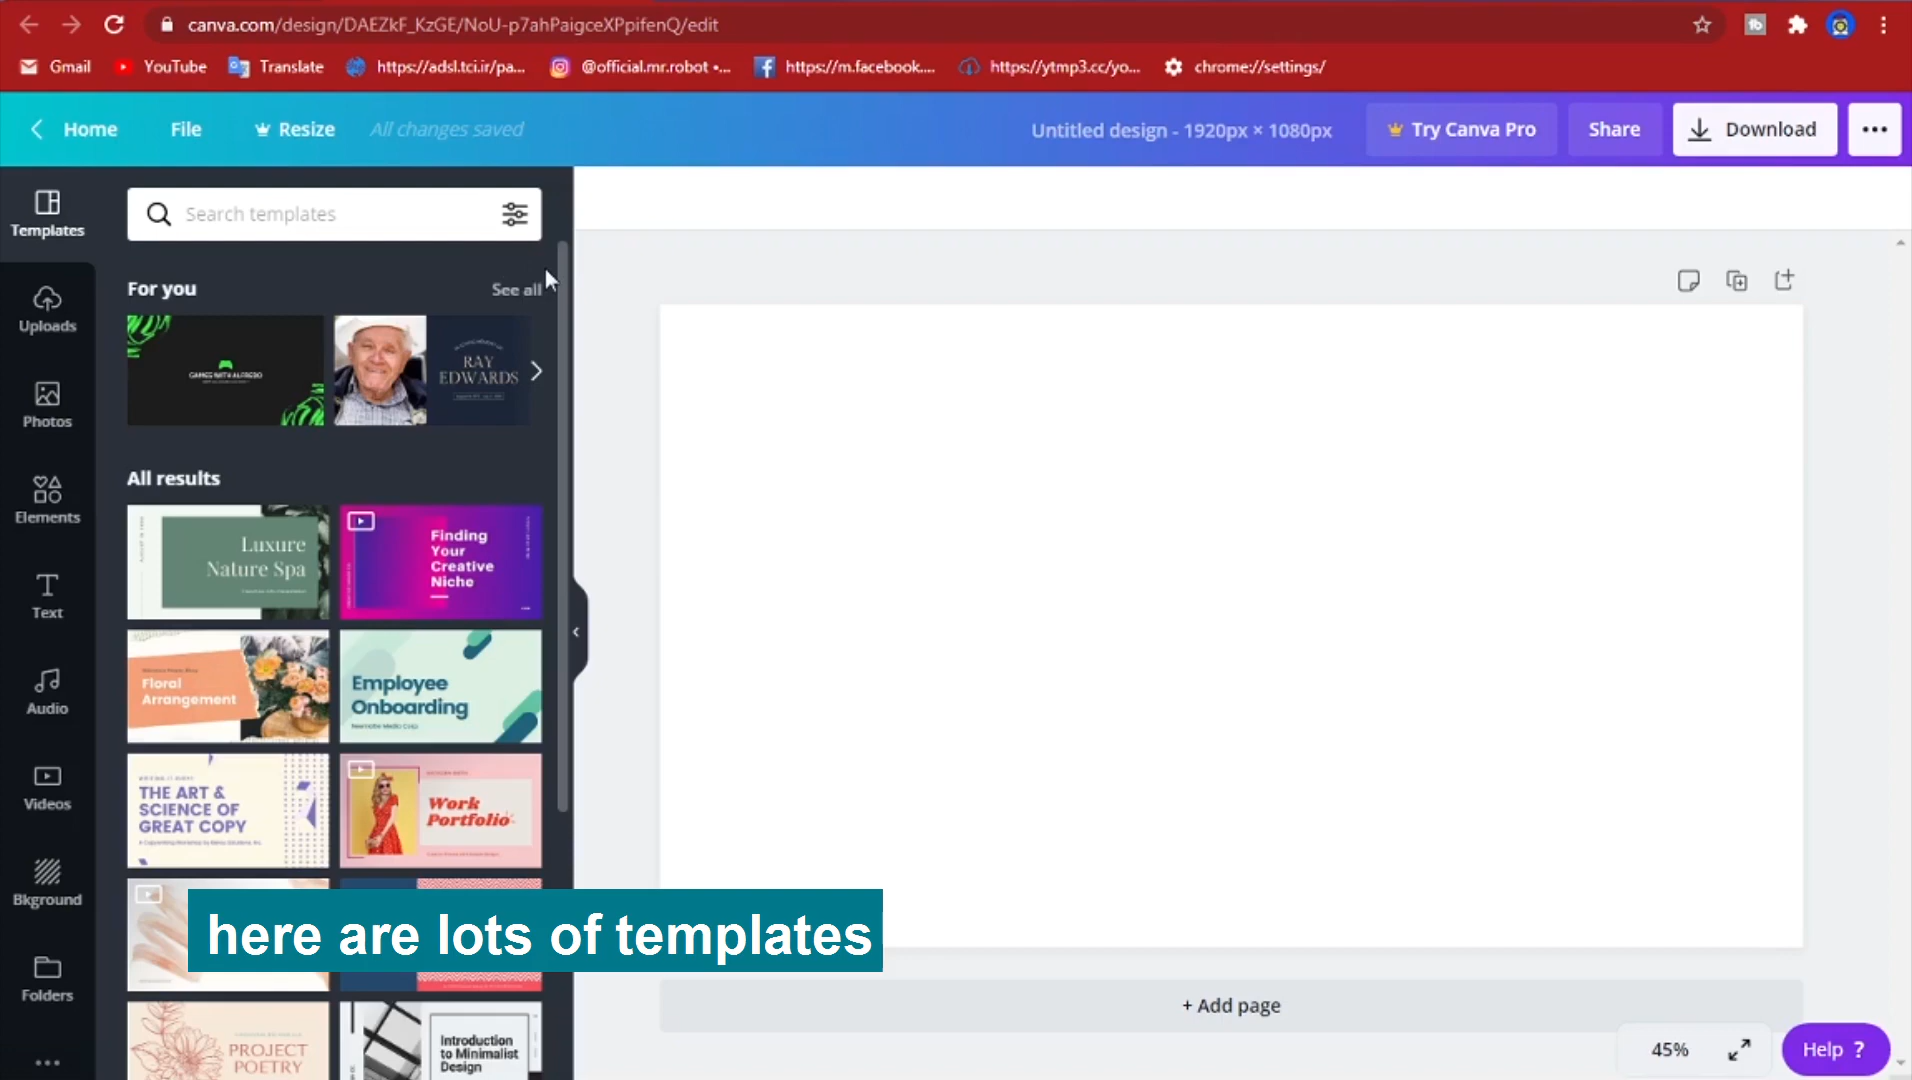 canva.com/design/DAEZkF_KzGE/NoU-p7ahPaigceXPpifenQ/edit
Gmail
YouTube
Translate
https://adsl.tci.ir/pa...
@official.mr.robot •...
https://m.facebook....
https://ytmp3.cc/yo...
chrome://settings/
Home
File
Resize
All changes saved
Untitled design - 1920px × 1080px
Try Canva Pro
Share
Download
Templates
Uploads
Photos
Elements
Text
Audio
Videos
Bkground
Folders
Search templates
For you
See all
GAMES WITH ALFREDO
RAY
EDWARDS
All results
Luxure
Nature Spa
Finding
Your
Creative
Niche
Floral
Arrangement
Employee
Onboarding
THE ART &
SCIENCE OF
GREAT COPY
Work
Portfolio
here are lots of templates
PROJECT
POETRY
Introduction
to Minimalist
Design
+ Add page
45%
Help ?